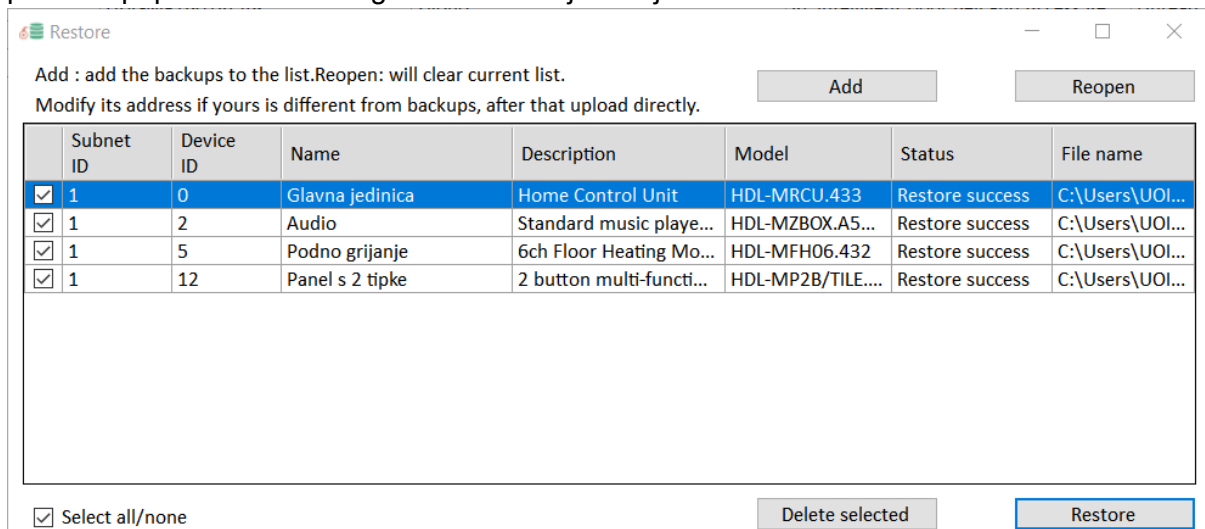 Restore
Add : add the backups to the list.Reopen: will clear current list.
Add
Reopen
Modify its address if yours is different from backups, after that upload directly.
Subnet ID Device ID Name Description Model Status File name
1 0 Glavna jedinica Home Control Unit HDL-MRCU.433 Restore success C:\Users\UOI...
1 2 Audio Standard music playe... HDL-MZBOX.A5... Restore success C:\Users\UOI...
1 5 Podno grijanje 6ch Floor Heating Mo... HDL-MFH06.432 Restore success C:\Users\UOI...
1 12 Panel s 2 tipke 2 button multi-functi... HDL-MP2B/TILE.... Restore success C:\Users\UOI...
Select all/none
Delete selected
Restore